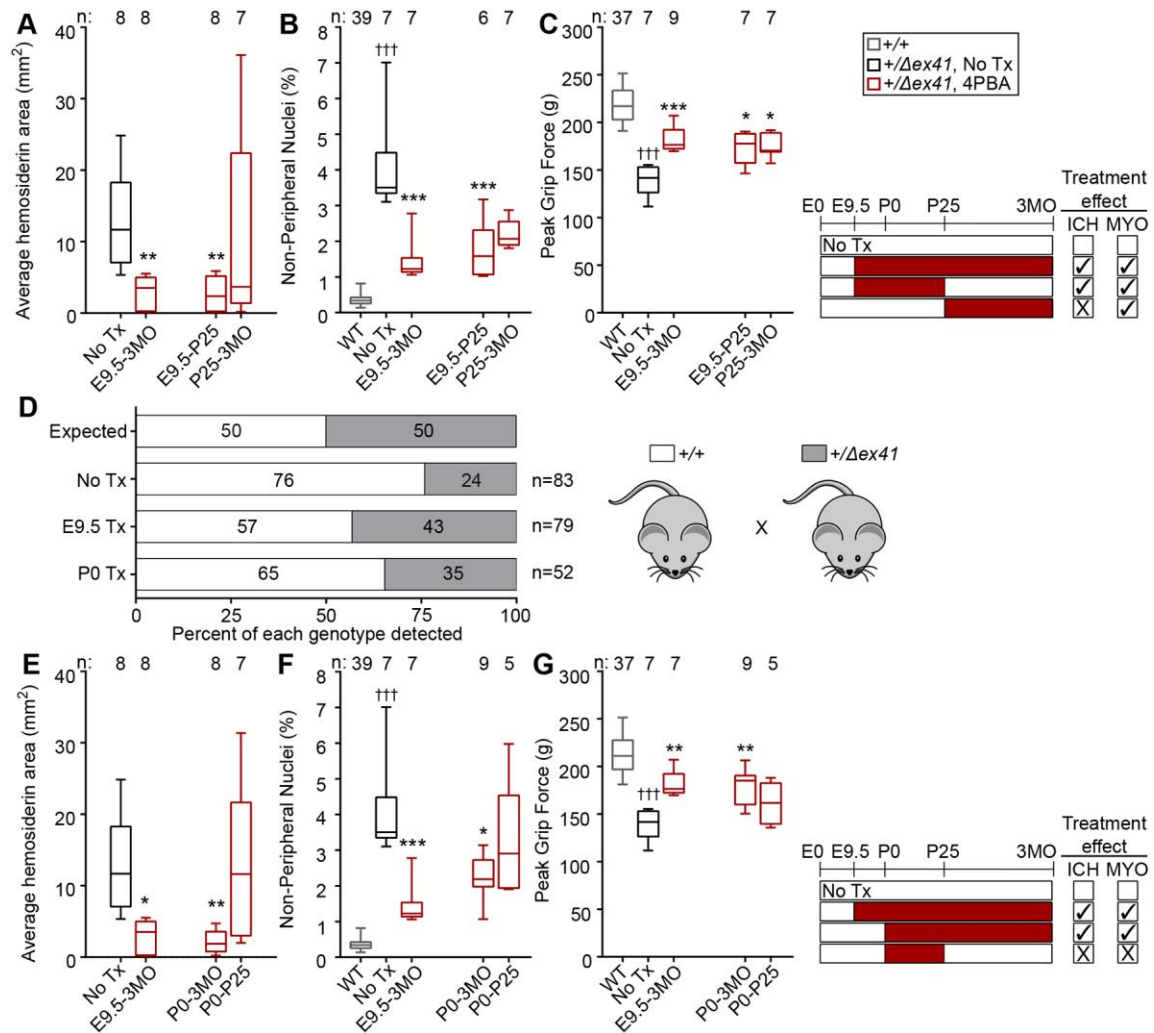 A
n: 8 8 8 7
Average hemosiderin area (mm²)
40
30
20
10
0
**
**
No Tx
E9.5-3MO
E9.5-P25
P25-3MO
B
n: 39 7 7 6 7
Non-Peripheral Nuclei (%)
8
7
6
5
4
3
2
1
0
†††
***
***
WT
No Tx
E9.5-3MO
E9.5-P25
P25-3MO
C
n: 37 7 9 7 7
Peak Grip Force (g)
300
250
200
150
100
50
0
†††
***
*
*
WT
No Tx
E9.5-3MO
E9.5-P25
P25-3MO
+/+
+/Δex41, No Tx
+/Δex41, 4PBA
Treatment
effect
E0 E9.5 P0 P25 3MO ICH MYO
No Tx
✓ ✓
✓ ✓
X ✓
D
Expected 50 50
No Tx 76 24 n=83
E9.5 Tx 57 43 n=79
P0 Tx 65 35 n=52
0 25 50 75 100
Percent of each genotype detected
+/+ +/Δex41
X
E
n: 8 8 8 7
Average hemosiderin area (mm²)
40
30
20
10
0
*
**
No Tx
E9.5-3MO
P0-3MO
P0-P25
F
n: 39 7 7 9 5
Non-Peripheral Nuclei (%)
8
7
6
5
4
3
2
1
0
†††
***
*
WT
No Tx
E9.5-3MO
P0-3MO
P0-P25
G
n: 37 7 7 9 5
Peak Grip Force (g)
300
250
200
150
100
50
0
†††
**
**
WT
No Tx
E9.5-3MO
P0-3MO
P0-P25
Treatment
effect
E0 E9.5 P0 P25 3MO ICH MYO
No Tx
✓ ✓
✓ ✓
X X